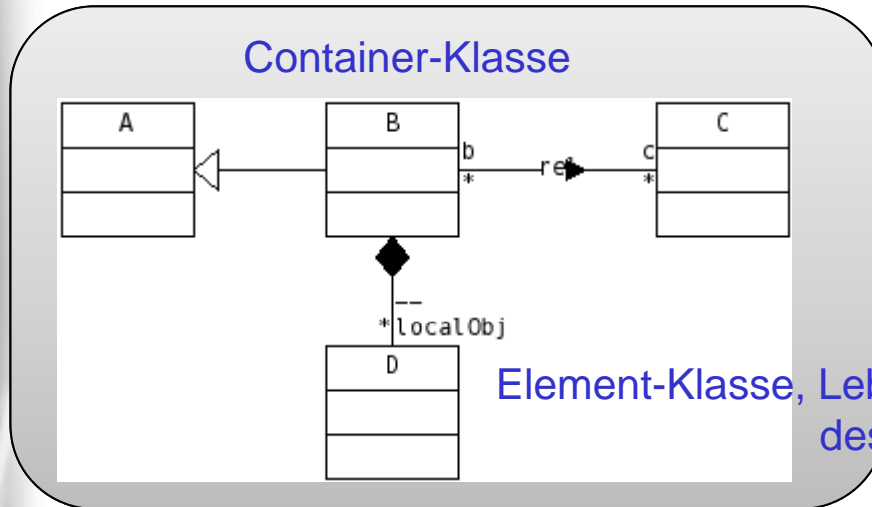 Container-Klasse
A B C
b
*
c
*
--
*localObj
D
Element-Klasse,
des